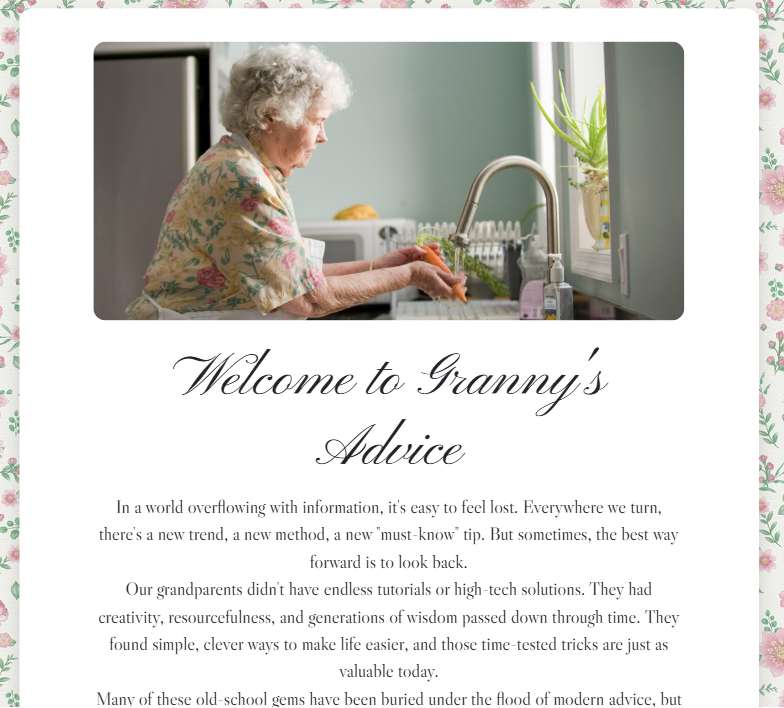 Welcome to Granny's
Advice
In a world overflowing with information, it's easy to feel lost. Everywhere we turn,
there's a new trend, a new method, a new "must-know" tip. But sometimes, the best way
forward is to look back.
Our grandparents didn't have endless tutorials or high-tech solutions. They had
creativity, resourcefulness, and generations of wisdom passed down through time. They
found simple, clever ways to make life easier, and those time-tested tricks are just as
valuable today.
Many of these old-school gems have been buried under the flood of modern advice, but